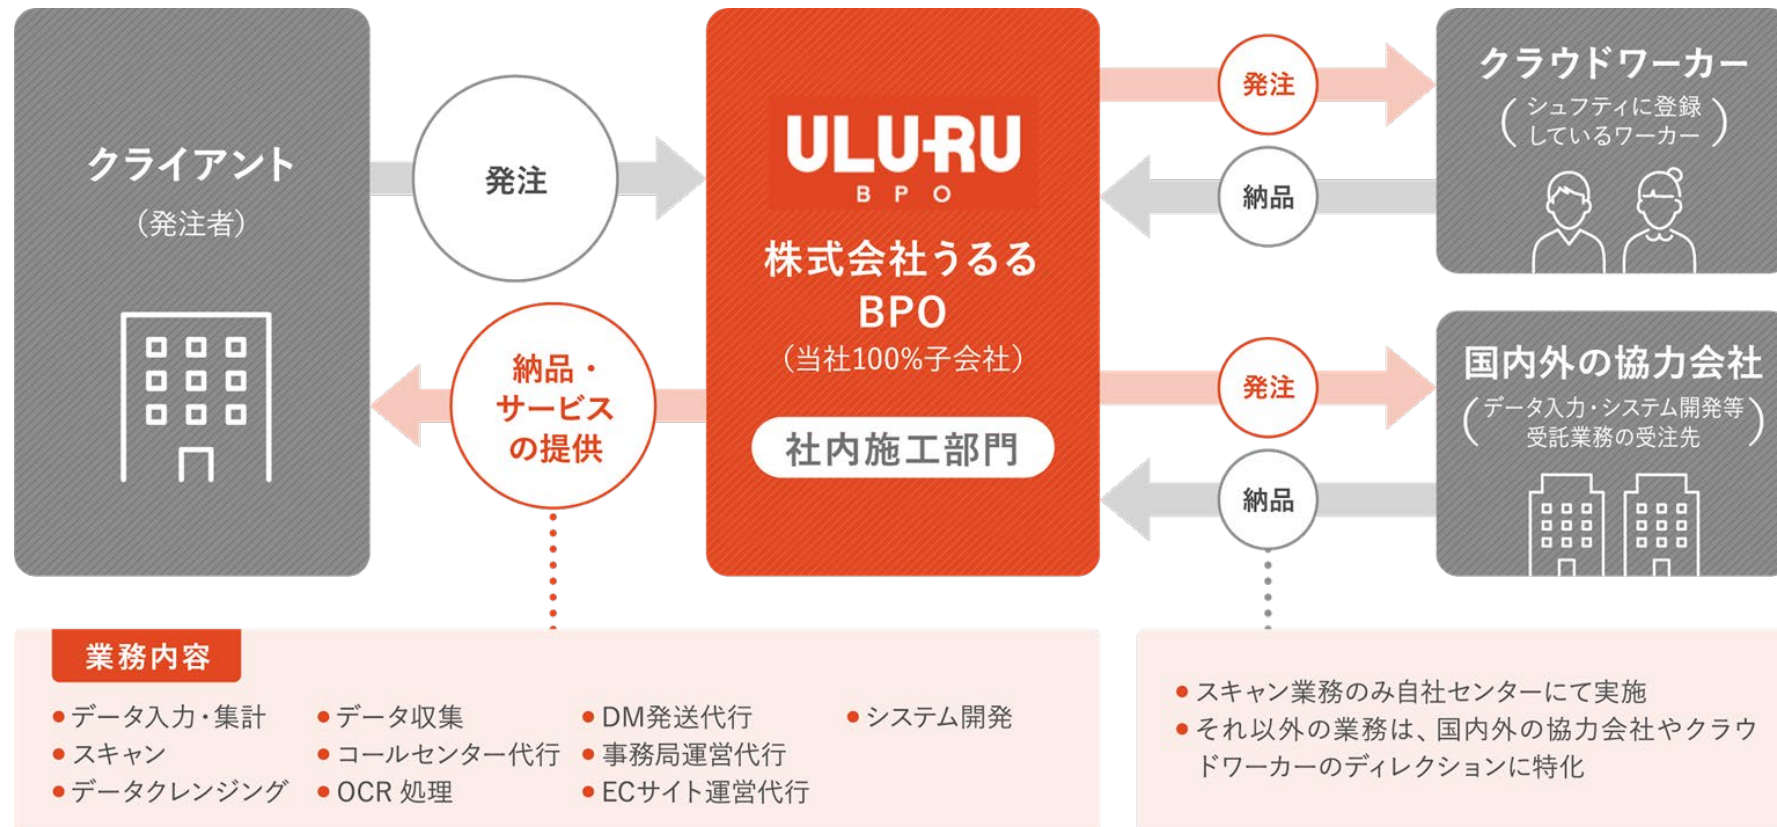 クライアント
(発注者)
発注
納品・
サービス
の提供
ULURU
BPO
株式会社うるる
BPO
(当社100%子会社)
社内施工部門
発注
納品
クラウドワーカー
(シュフティに登録
しているワーカー)
発注
納品
国内外の協力会社
(データ入力・システム開発等
受託業務の受注先)
業務内容
●データ入力・集計
●スキャン
●データクレンジング
●データ収集
●コールセンター代行
●OCR 処理
●DM発送代行
●事務局運営代行
●ECサイト運営代行
●システム開発
●スキャン業務のみ自社センターにて実施
●それ以外の業務は、国内外の協力会社やクラウ
ドワーカーのディレクションに特化